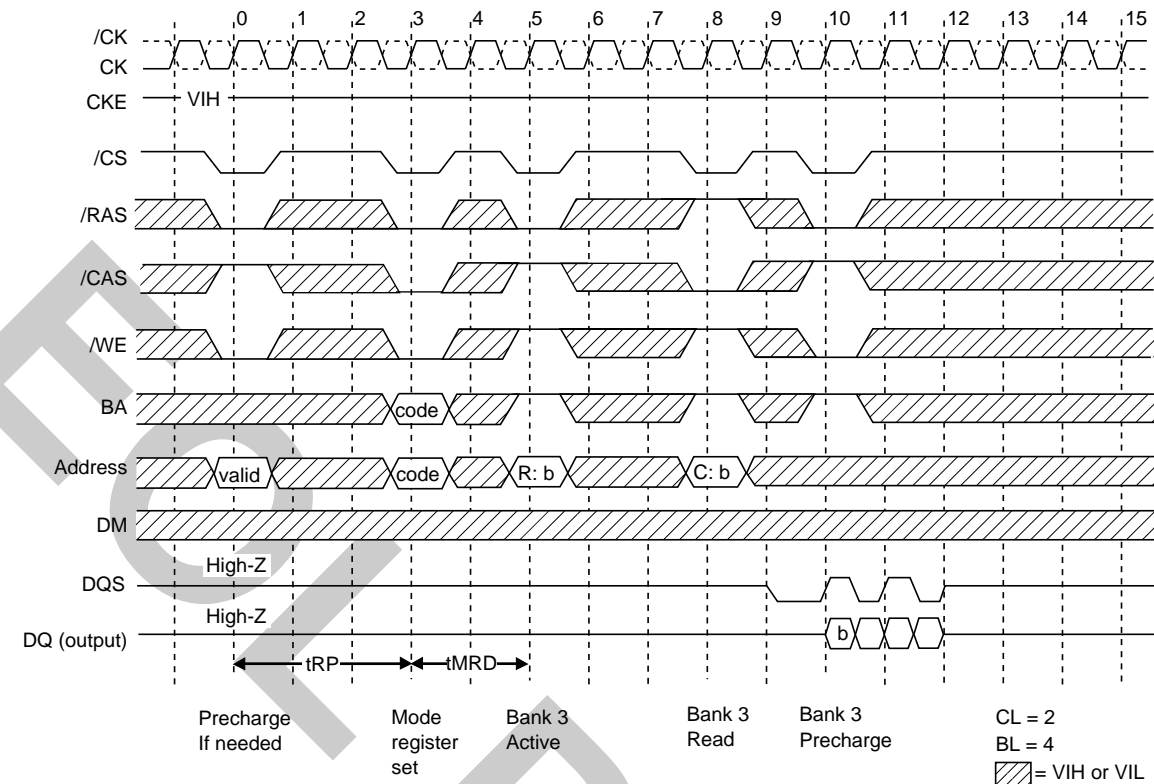 0 1 2 3 4 5 6 7 8 9 10 11 12 13 14 15
/CK
CK
CKE VIH
/CS
/RAS
/CAS
/WE
BA code
Address valid code R: b C: b
DM
High-Z
DQS
High-Z
DQ (output) b
tRP tMRD
Precharge If needed
Mode register set
Bank 3 Active
Bank 3 Read
Bank 3 Precharge
CL = 2
BL = 4
= VIH or VIL